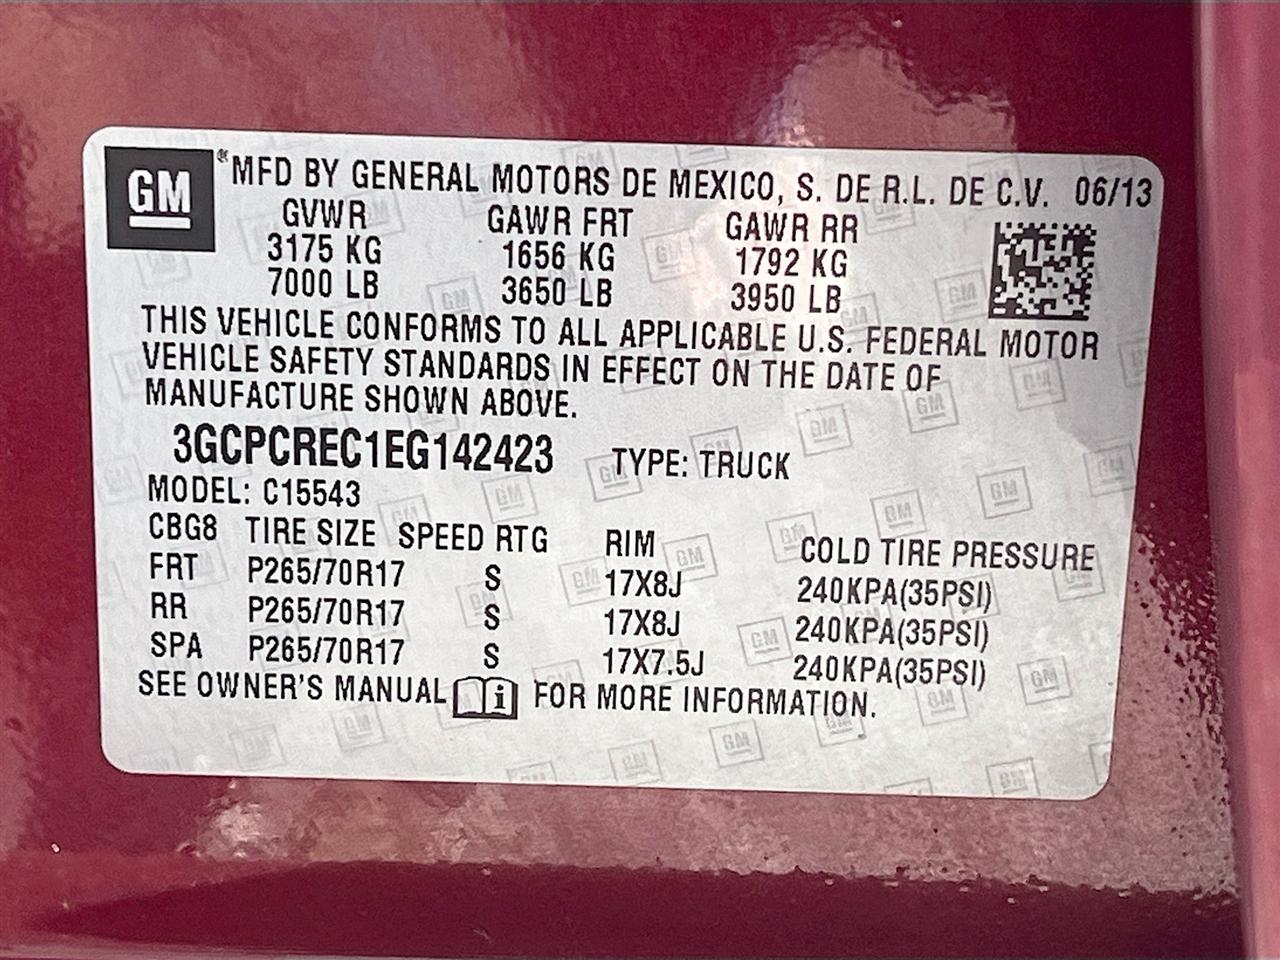 GM ® MFD BY GENERAL MOTORS DE MEXICO, S. DE R.L. DE C.V. 06/13
GVWR GAWR FRT GAWR RR
3175 KG 1656 KG 1792 KG
7000 LB 3650 LB 3950 LB
THIS VEHICLE CONFORMS TO ALL APPLICABLE U.S. FEDERAL MOTOR
VEHICLE SAFETY STANDARDS IN EFFECT ON THE DATE OF
MANUFACTURE SHOWN ABOVE.
3GCPCREC1EG142423 TYPE: TRUCK
MODEL: C15543
CBG8 TIRE SIZE SPEED RTG RIM COLD TIRE PRESSURE
FRT P265/70R17 S 17X8J 240KPA(35PSI)
RR P265/70R17 S 17X8J 240KPA(35PSI)
SPA P265/70R17 S 17X7.5J 240KPA(35PSI)
SEE OWNER'S MANUAL i FOR MORE INFORMATION.